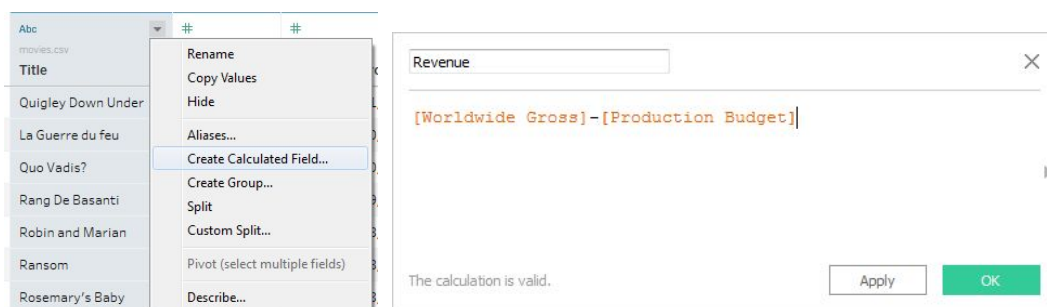 Abc # #
movies.csv
Title
Quigley Down Under
La Guerre du feu
Quo Vadis?
Rang De Basanti
Robin and Marian
Ransom
Rosemary's Baby
Rename
Copy Values
Hide
Aliases...
Create Calculated Field...
Create Group...
Split
Custom Split...
Pivot (select multiple fields)
Describe...
Revenue
[Worldwide Gross]-[Production Budget]
The calculation is valid.
Apply
OK